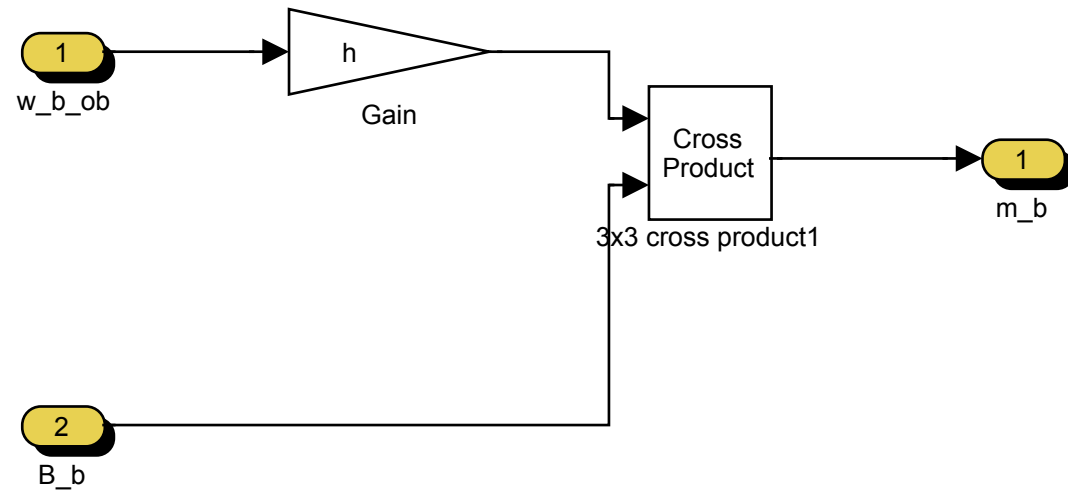 1
w_b_ob
h
Gain
Cross
Product
3x3 cross product1
1
m_b
2
B_b